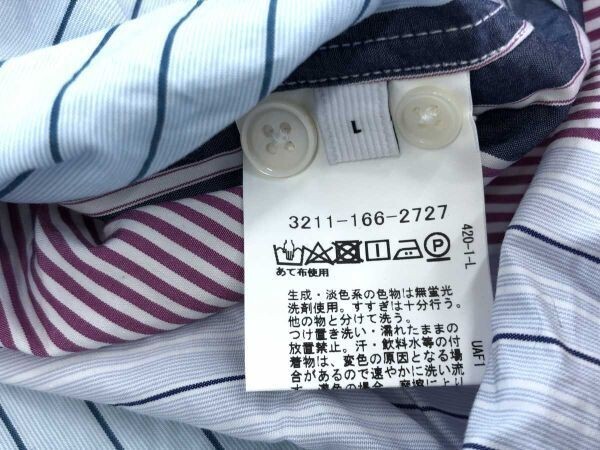 L
3211-166-2727
420-1-L
P
あて布使用
生成・淡色系の色物は無蛍光
洗剤使用。すすぎは十分行う。
他の物と分けて洗う。
つけ置き洗い・濡れたままの
放置禁止。汗・飲料水等の付
着物は、変色の原因となる場
合があるので速やかに洗い流
UAF1